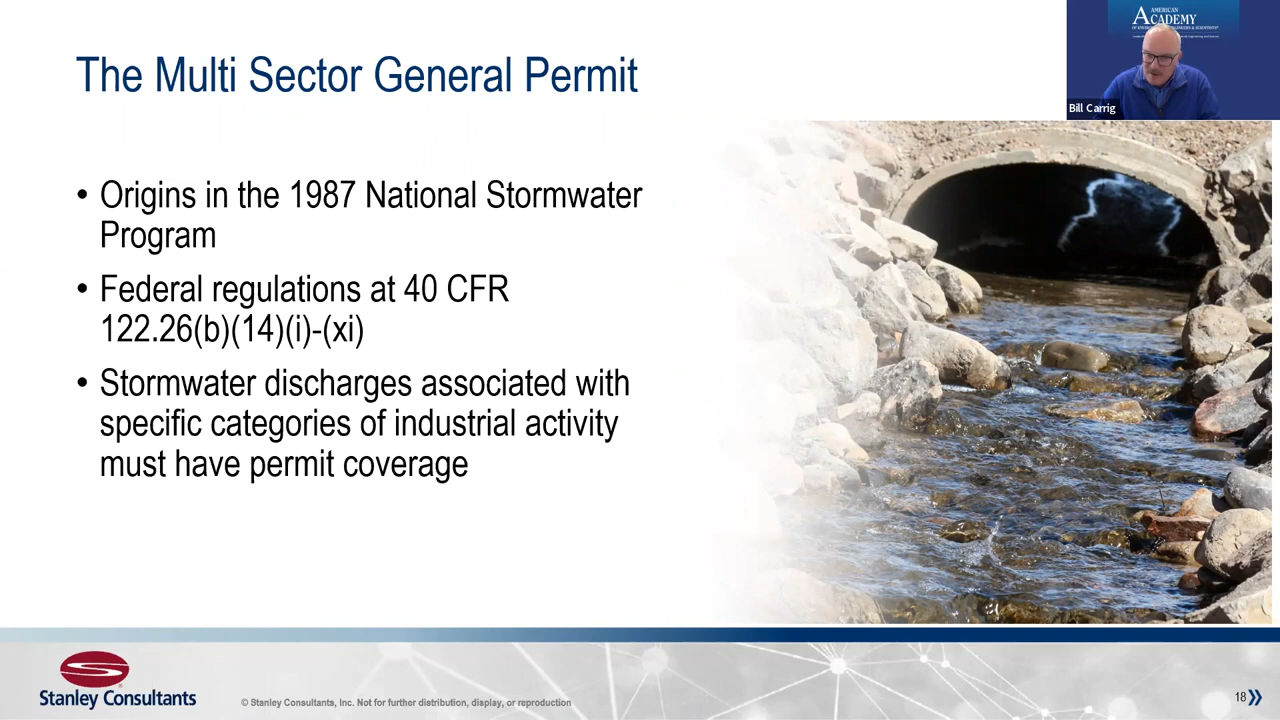 The Multi Sector General Permit
AMERICAN
ACADEMY
Bill Carrig
• Origins in the 1987 National Stormwater
Program
• Federal regulations at 40 CFR
122.26(b)(14)(i)-(xi)
• Stormwater discharges associated with
specific categories of industrial activity
must have permit coverage
Stanley Consultants
© Stanley Consultants, Inc. Not for further distribution, display, or reproduction
18